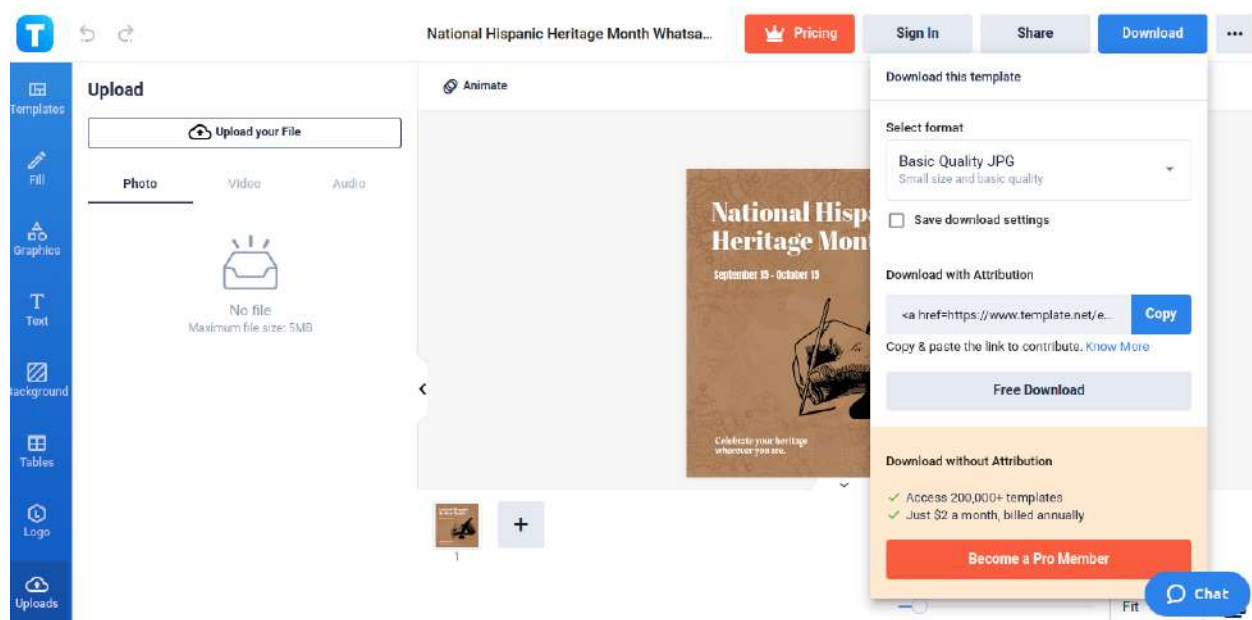 T
National Hispanic Heritage Month Whatsa...
Pricing
Sign In
Share
Download
Templates
Fill
Graphics
Text
Background
Tables
Logo
Uploads
Upload
Upload your File
Photo
Video
Audio
No file
Maximum file size: 5MB
Animate
National Hisp
Heritage Mon
September 15 - October 15
Celebrate your heritage
wherever you are.
1
Download this template
Select format
Basic Quality JPG
Small size and basic quality
Save download settings
Download with Attribution
<a href=https://www.template.net/e...
Copy
Copy & paste the link to contribute. Know More
Free Download
Download without Attribution
Access 200,000+ templates
Just $2 a month, billed annually
Become a Pro Member
Fit
Chat